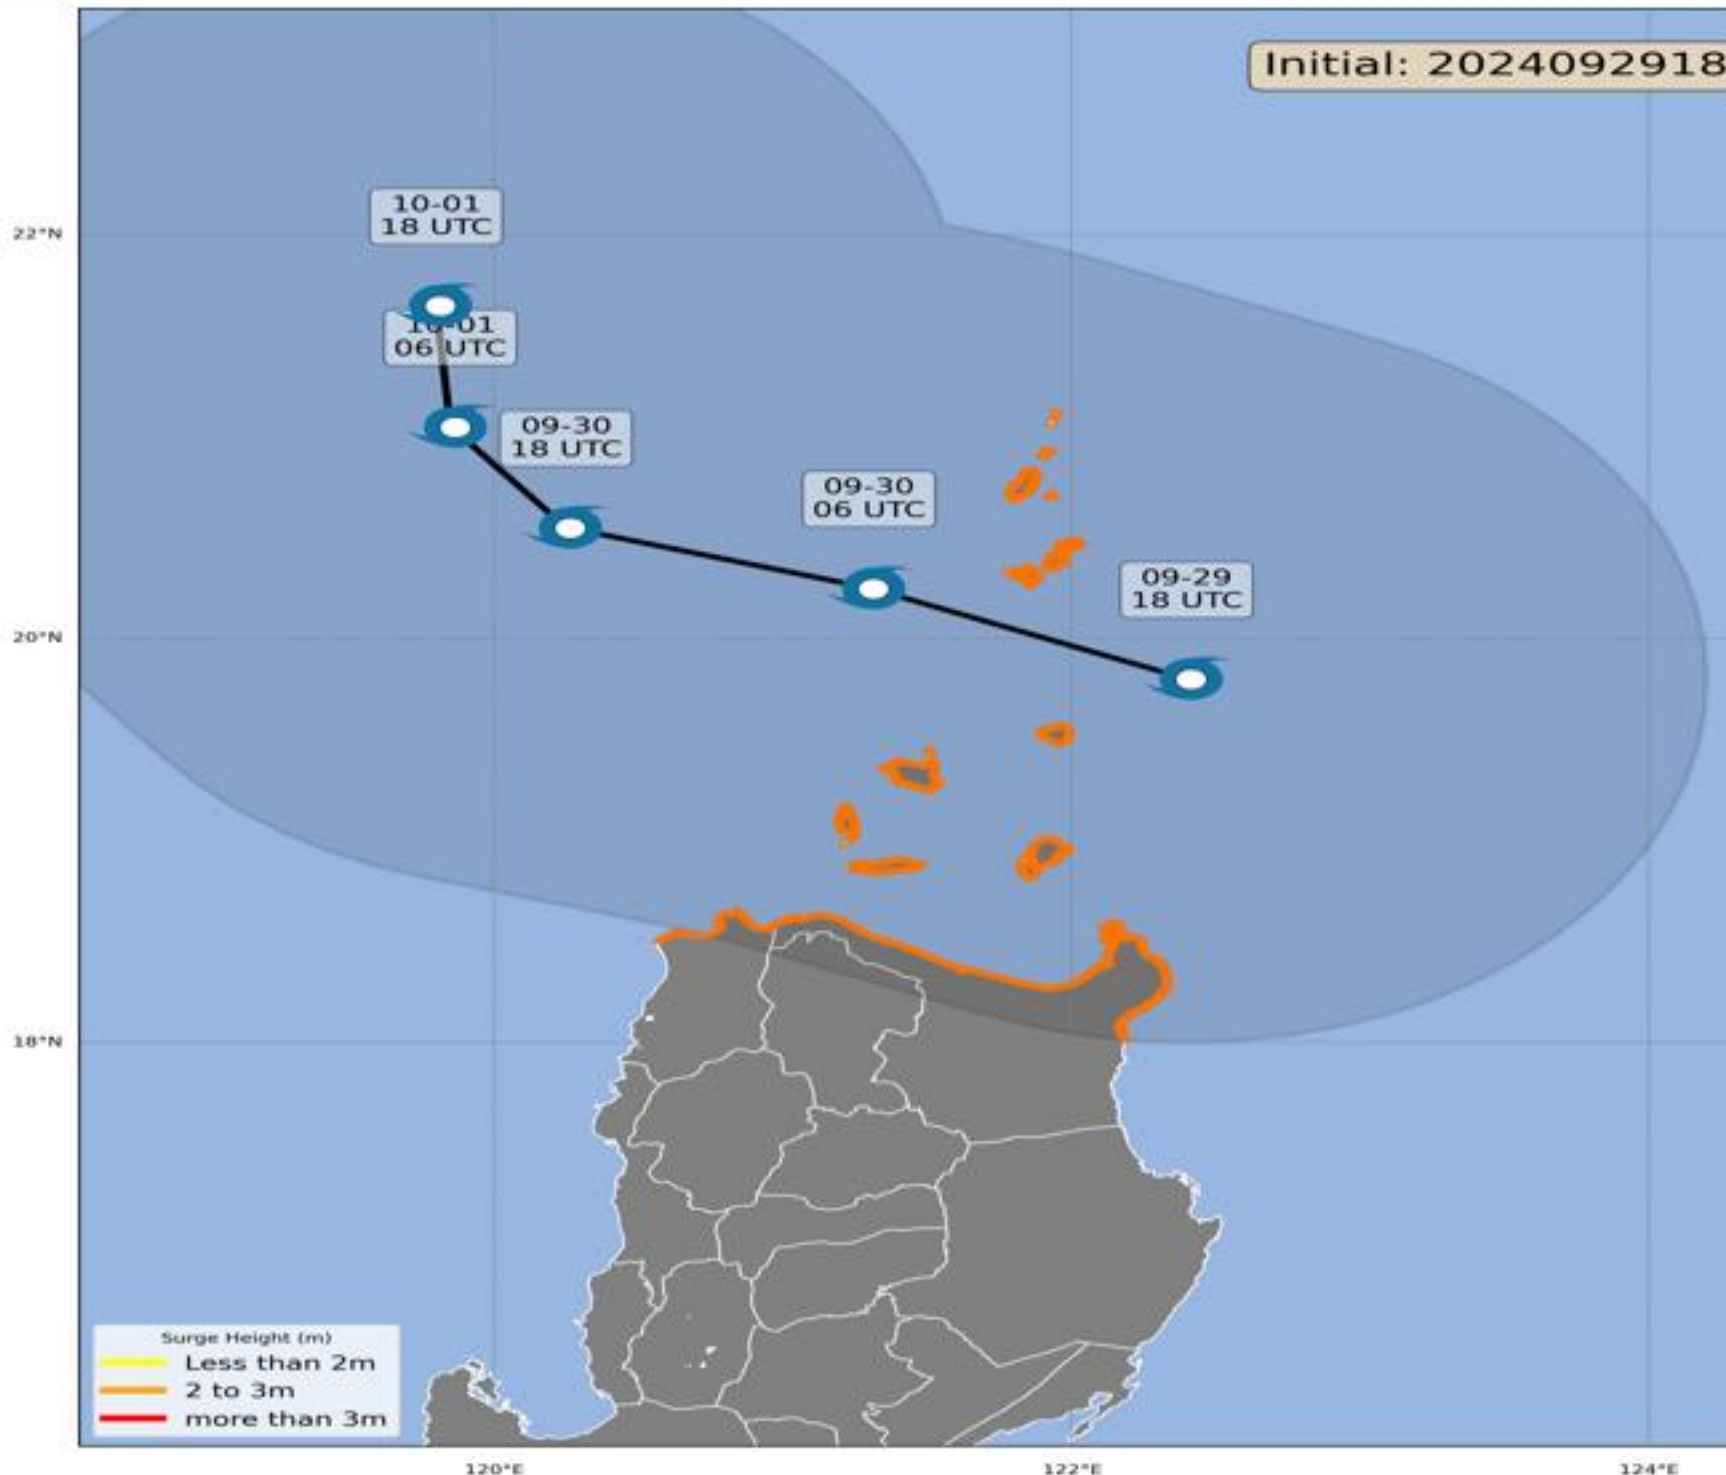 Initial: 2024092918
10-01
18 UTC
22°N
10-01
06 UTC
09-30
18 UTC
09-30
06 UTC
09-29
18 UTC
20°N
18°N
Surge Height (m)
Less than 2m
2 to 3m
more than 3m
120°E
122°E
124°E